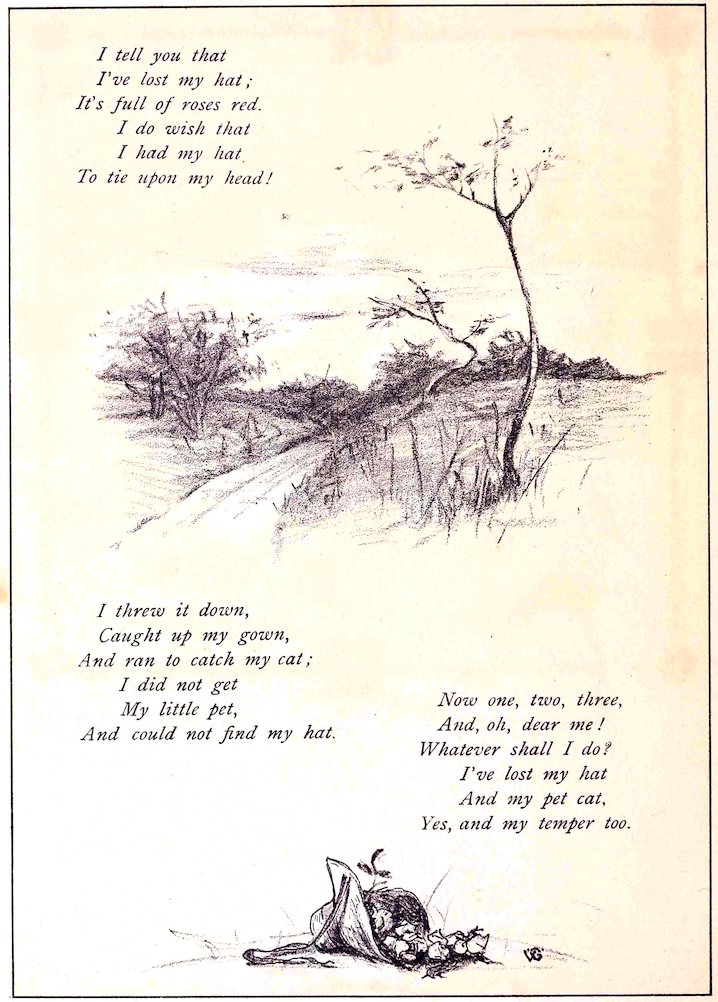 I tell you that
I've lost my hat;
It's full of roses red.
I do wish that
I had my hat
To tie upon my head!
I threw it down,
Caught up my gown,
And ran to catch my cat;
I did not get
My little pet,
And could not find my hat.
Now one, two, three,
And, oh, dear me!
Whatever shall I do?
I've lost my hat
And my pet cat,
Yes, and my temper too.